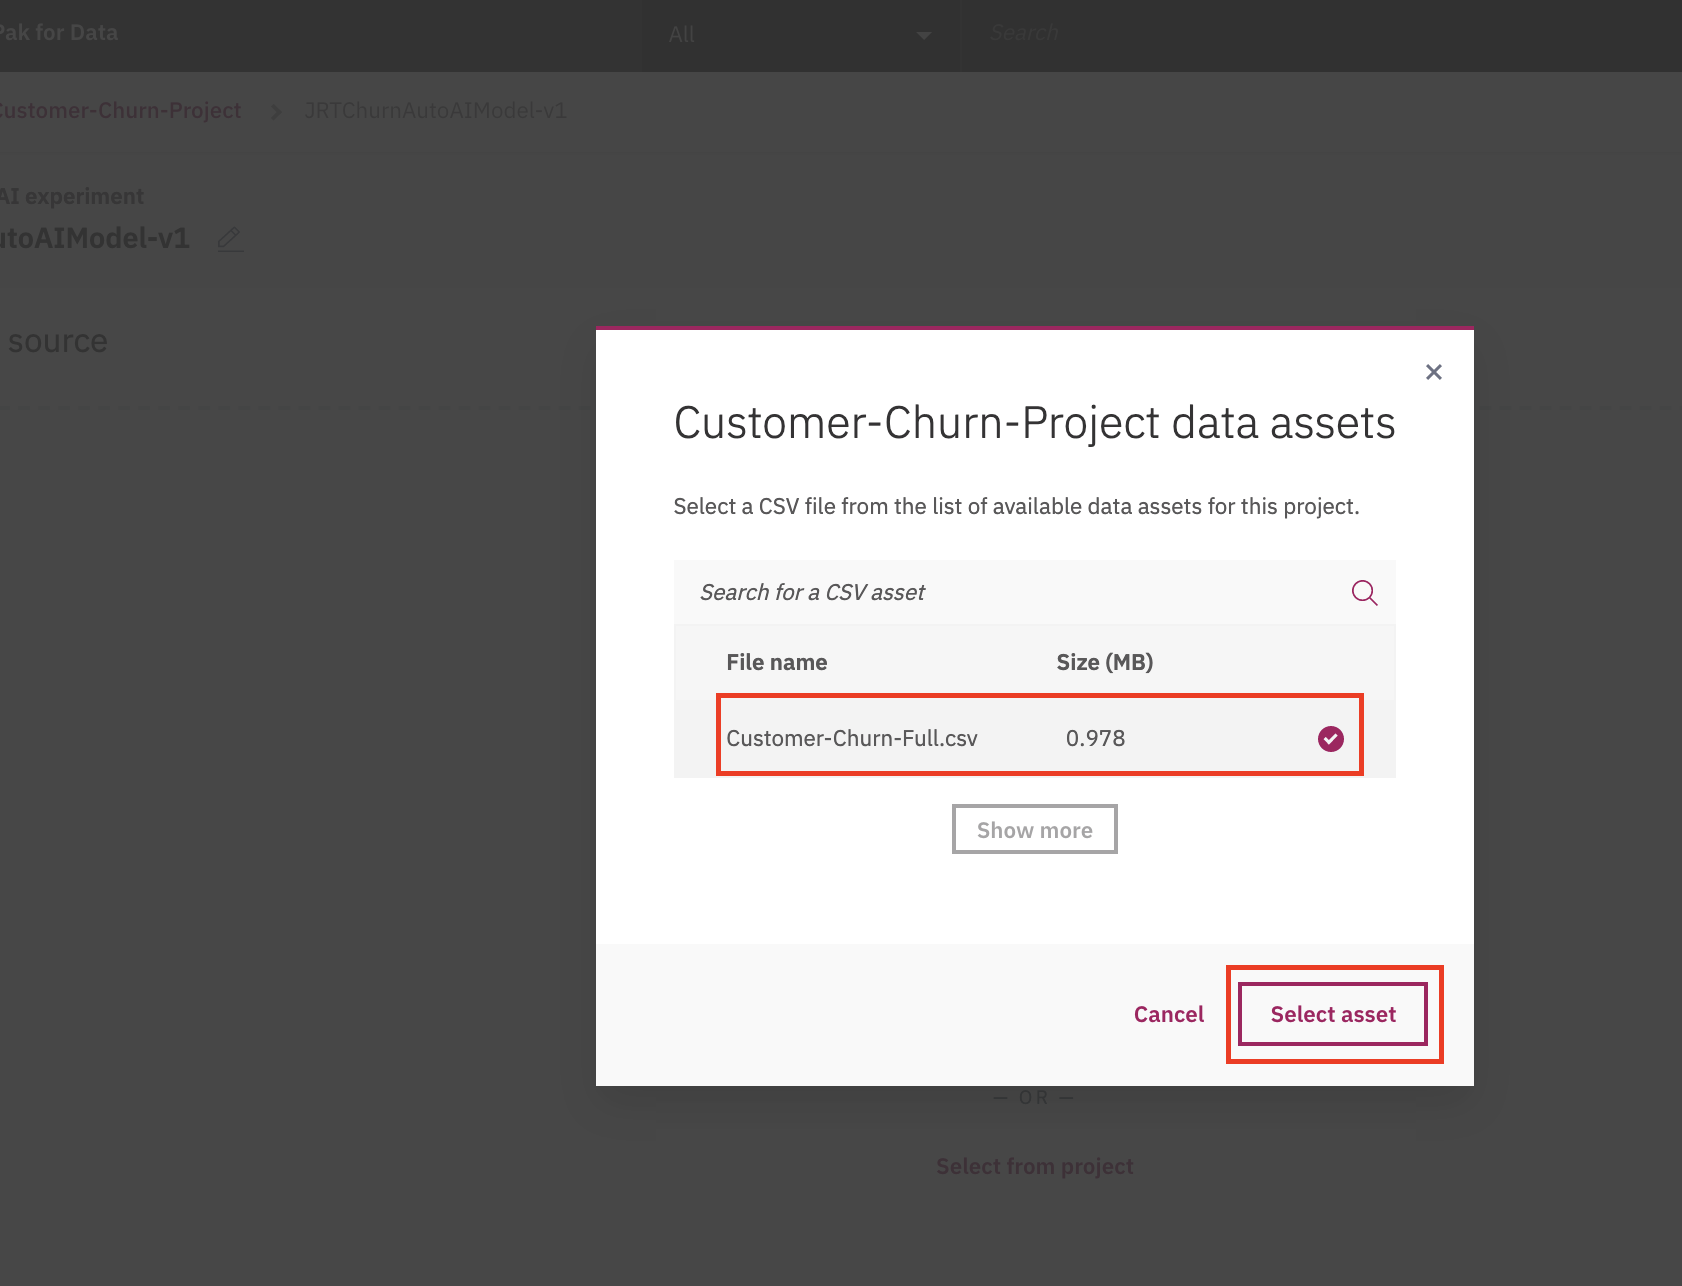 Pak for Data
All
Search
Customer-Churn-Project > JRTChurnAutoAIModel-v1
AI experiment
utoAIModel-v1
source
Customer-Churn-Project data assets
Select a CSV file from the list of available data assets for this project.
Search for a CSV asset
File name Size (MB)
Customer-Churn-Full.csv 0.978
Show more
Cancel Select asset
— OR —
Select from project